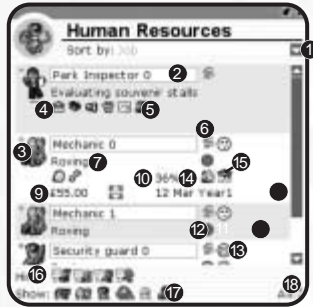 Human Resources
Sort by: Job
1
Park Inspector 0 2
Evaluating souvenir stalls
4 5
6
3 Mechanic 0
Roving 7 15
10 36% 14
9 £55.00 12 Mar Year1
Mechanic 1
Roving 12
13
Security guard 0
16
Show: 17 18